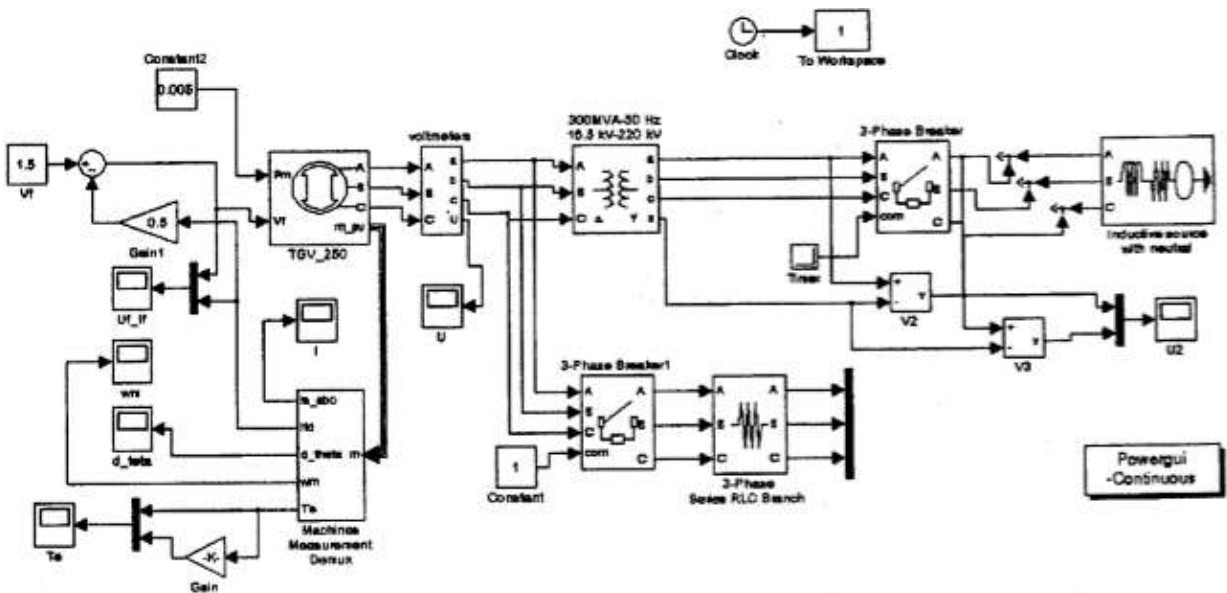 Clock
1
To Workspace
Constant2
0.005
300MVA-50 Hz
16.5 kV-220 kV
voltmeters
3-Phase Breaker
1.5
Vf
+
-
Pm
Vf
A
B
C
m_pu
TGV_250
A
B
C
a
b
c
U
A
B
C
Δ
Y
a
b
c
n
A
B
C
com
A
B
C
A
B
C
Inductive source
with neutral
0.5
Gain1
Timer
Uf_If
I
U
+
-
Y
V2
+
-
Y
V3
U2
wm
3-Phase Breaker1
A
B
C
com
A
B
C
A
B
C
A
B
C
3-Phase
Series RLC Branch
is_abc
ifd
d_theta
wm
Te
m
Machines
Measurement
Demux
d_teta
1
Constant
Powergui
-Continuous
Te
-K-
Gain